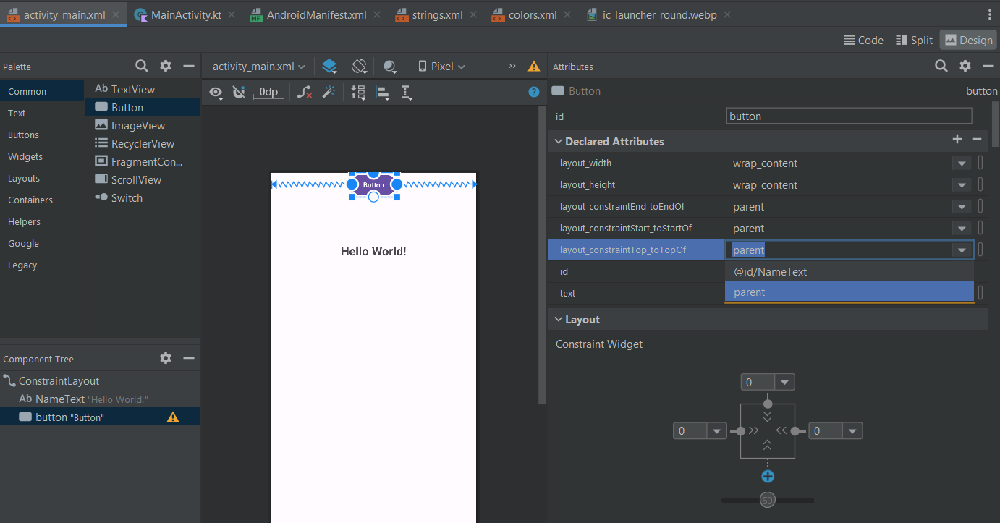 activity_main.xml MainActivity.kt AndroidManifest.xml strings.xml colors.xml ic_launcher_round.webp
Code Split Design
Palette
Common
Text
Buttons
Widgets
Layouts
Containers
Helpers
Google
Legacy
Ab TextView
Button
ImageView
RecyclerView
FragmentCon...
ScrollView
Switch
Component Tree
ConstraintLayout
Ab NameText "Hello World!"
button "Button"
activity_main.xml Pixel »
0dp ?
Button
Hello World!
Attributes
Button button
id button
Declared Attributes
layout_width wrap_content
layout_height wrap_content
layout_constraintEnd_toEndOf parent
layout_constraintStart_toStartOf parent
layout_constraintTop_toTopOf parent
id @id/NameText
text parent
Layout
Constraint Widget
0
0 0
50